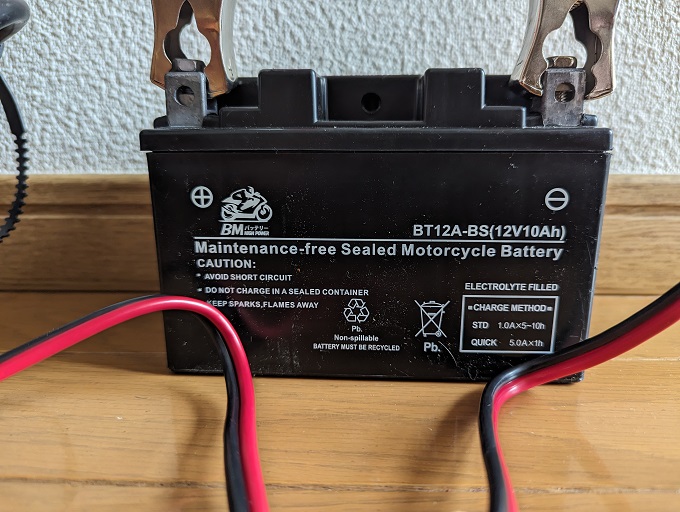 BM バッテリー
HIGH POWER
BT12A-BS(12V10Ah)
Maintenance-free Sealed Motorcycle Battery
CAUTION:
* AVOID SHORT CIRCUIT
* DO NOT CHARGE IN A SEALED CONTAINER
KEEP SPARKS,FLAMES AWAY
Pb.
Non-spillable
BATTERY MUST BE RECYCLED
Pb.
ELECTROLYTE FILLED
CHARGE METHOD
STD 1.0A×5~10h
QUICK 5.0A×1h